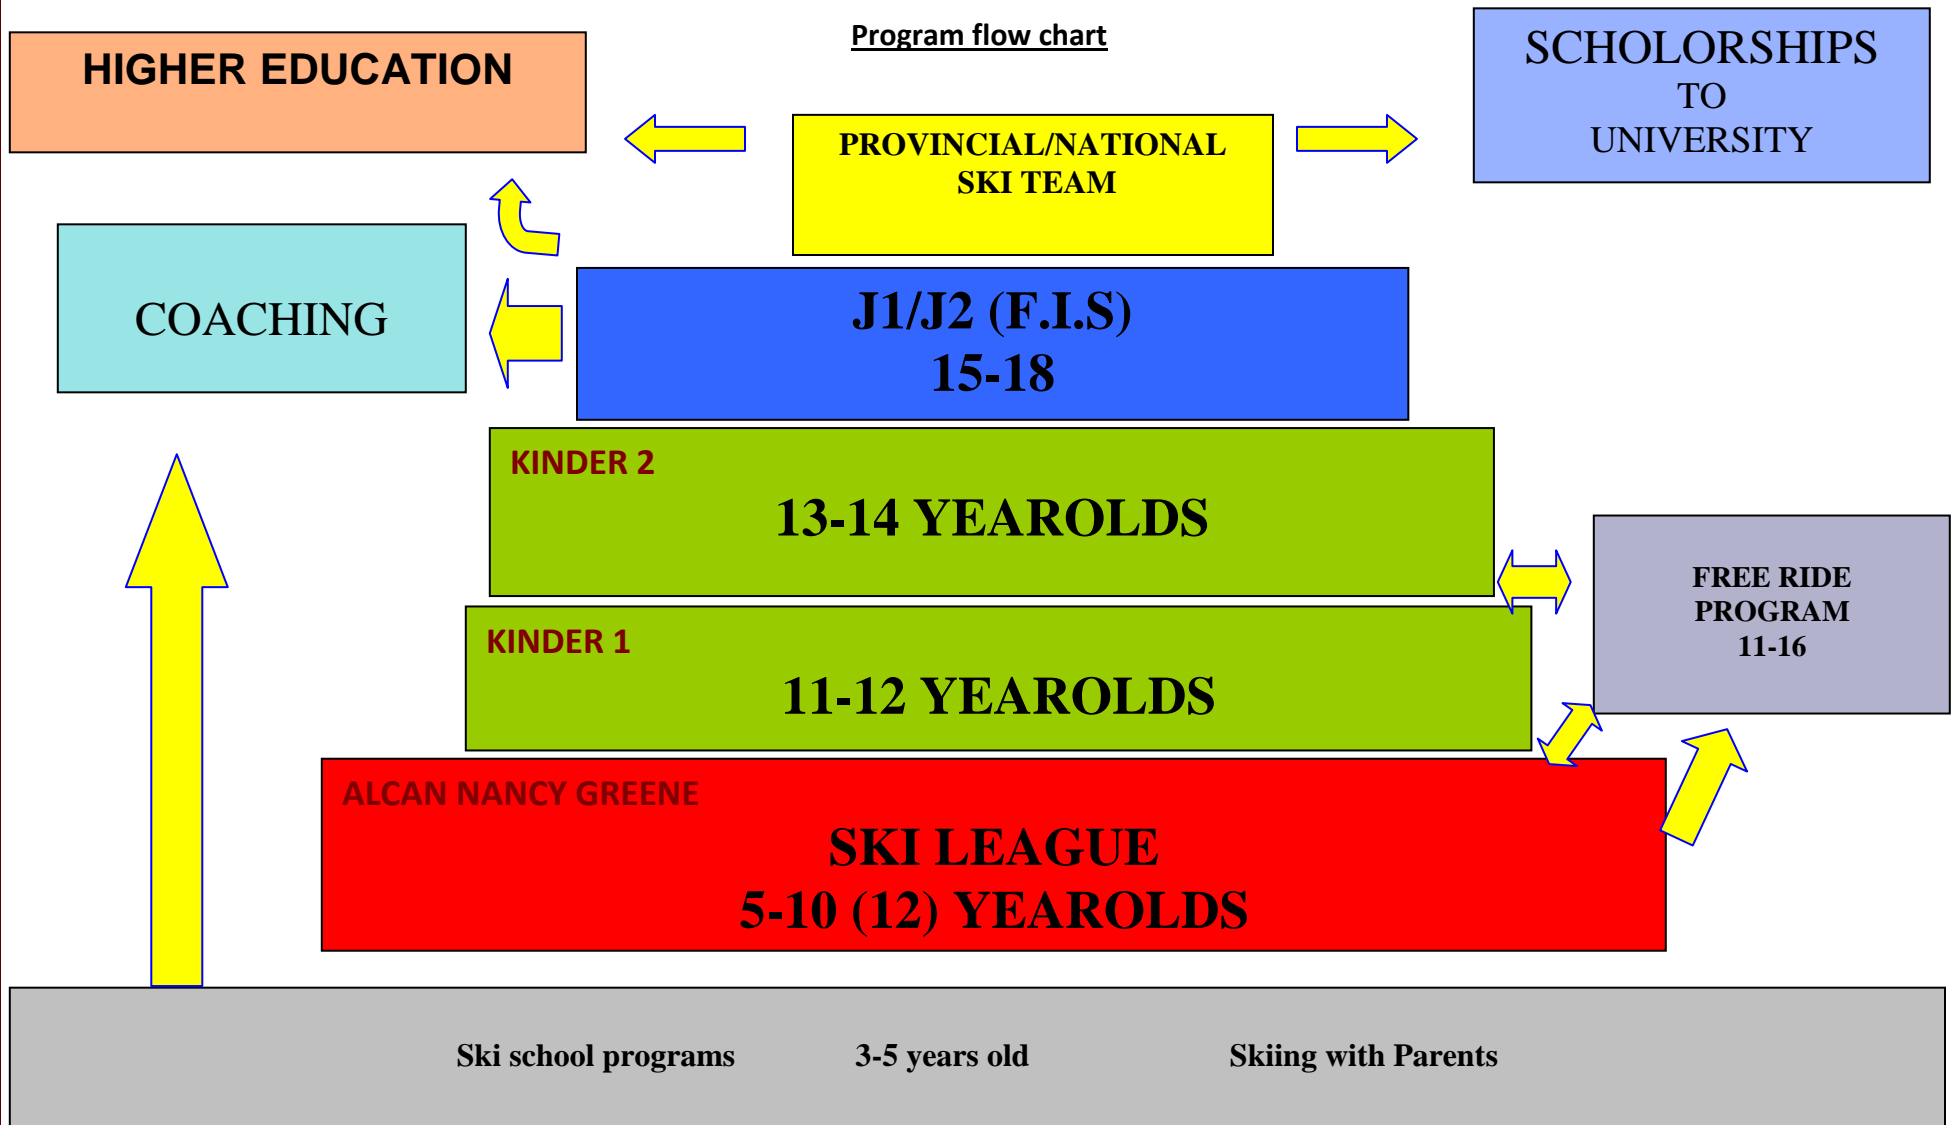 Program flow chart
HIGHER EDUCATION
SCHOLORSHIPS
TO
UNIVERSITY
PROVINCIAL/NATIONAL
SKI TEAM
COACHING
J1/J2 (F.I.S)
15-18
KINDER 2
13-14 YEAROLDS
FREE RIDE
PROGRAM
11-16
KINDER 1
11-12 YEAROLDS
ALCAN NANCY GREENE
SKI LEAGUE
5-10 (12) YEAROLDS
Ski school programs 3-5 years old Skiing with Parents